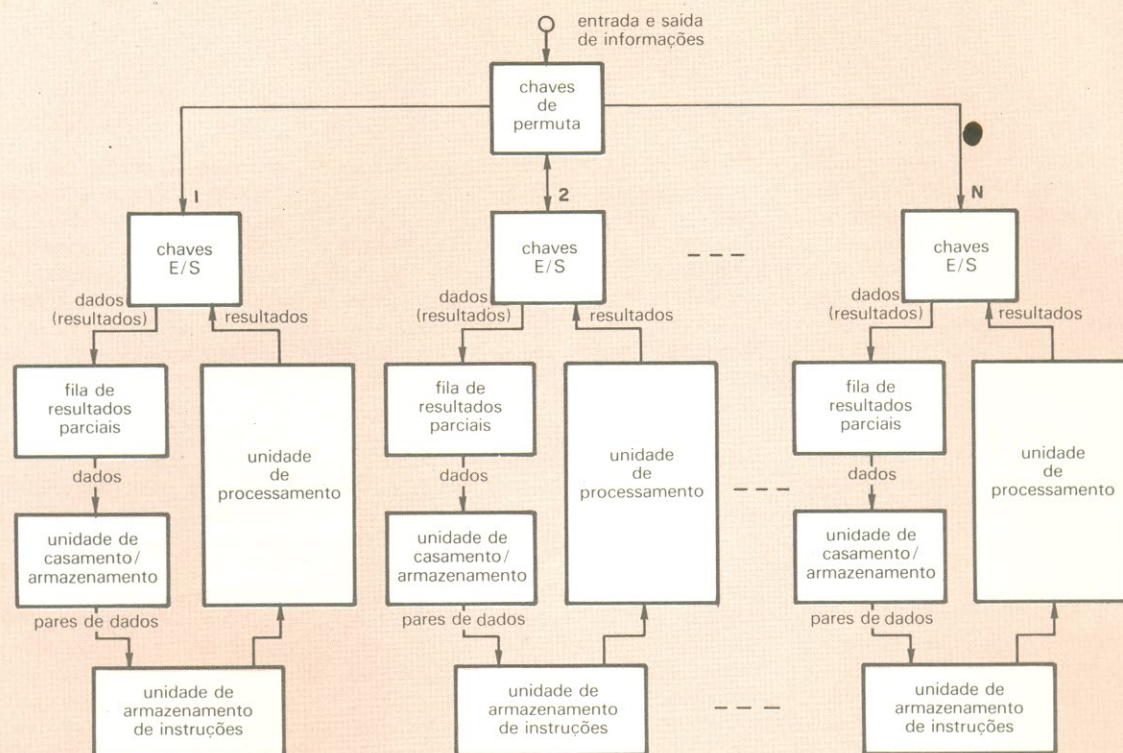 entrada e saída
de informações
chaves
de
permuta
1
2
N
chaves
E/S
chaves
E/S
chaves
E/S
dados
(resultados)
resultados
dados
(resultados)
resultados
dados
(resultados)
resultados
fila de
resultados
parciais
unidade
de
processamento
fila de
resultados
parciais
unidade
de
processamento
fila de
resultados
parciais
unidade
de
processamento
dados
dados
dados
unidade de
casamento/
armazenamento
unidade de
casamento/
armazenamento
unidade de
casamento/
armazenamento
pares de dados
pares de dados
pares de dados
unidade de
armazenamento
de instruções
unidade de
armazenamento
de instruções
unidade de
armazenamento
de instruções